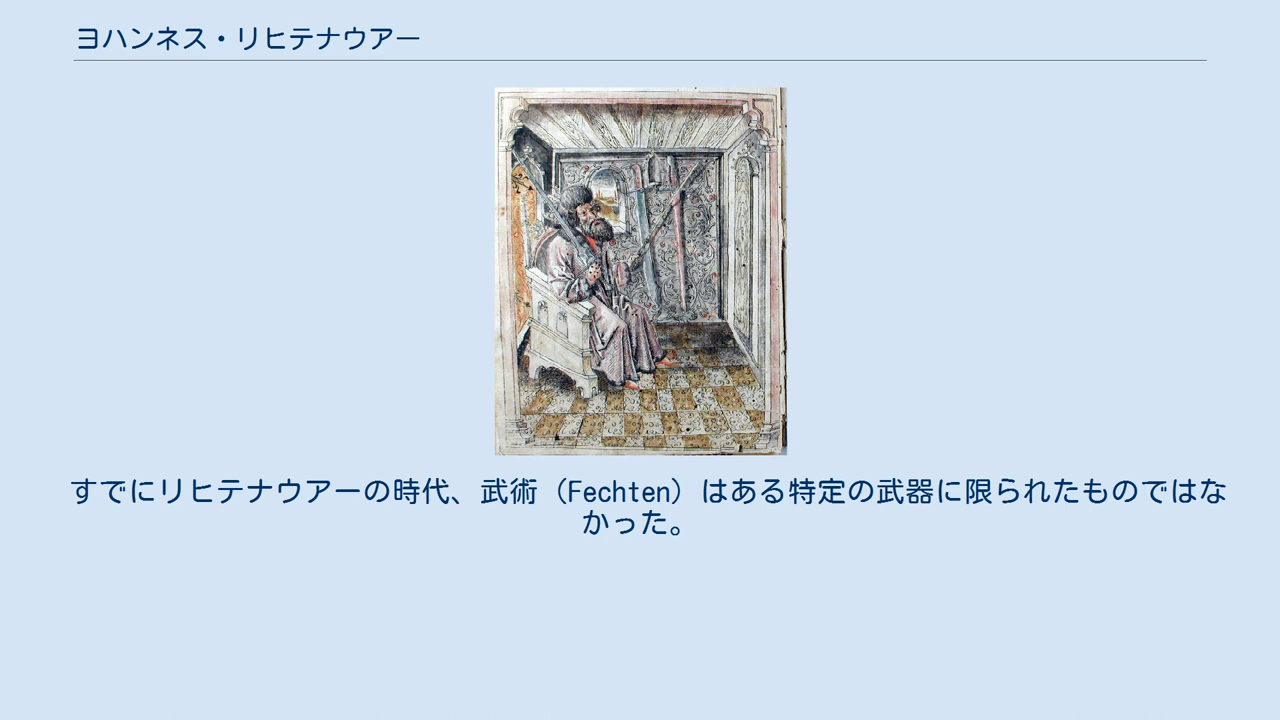 ヨハンネス・リヒテナウアー
すでにリヒテナウアーの時代、武術（Fechten）はある特定の武器に限られたものではな
かった。